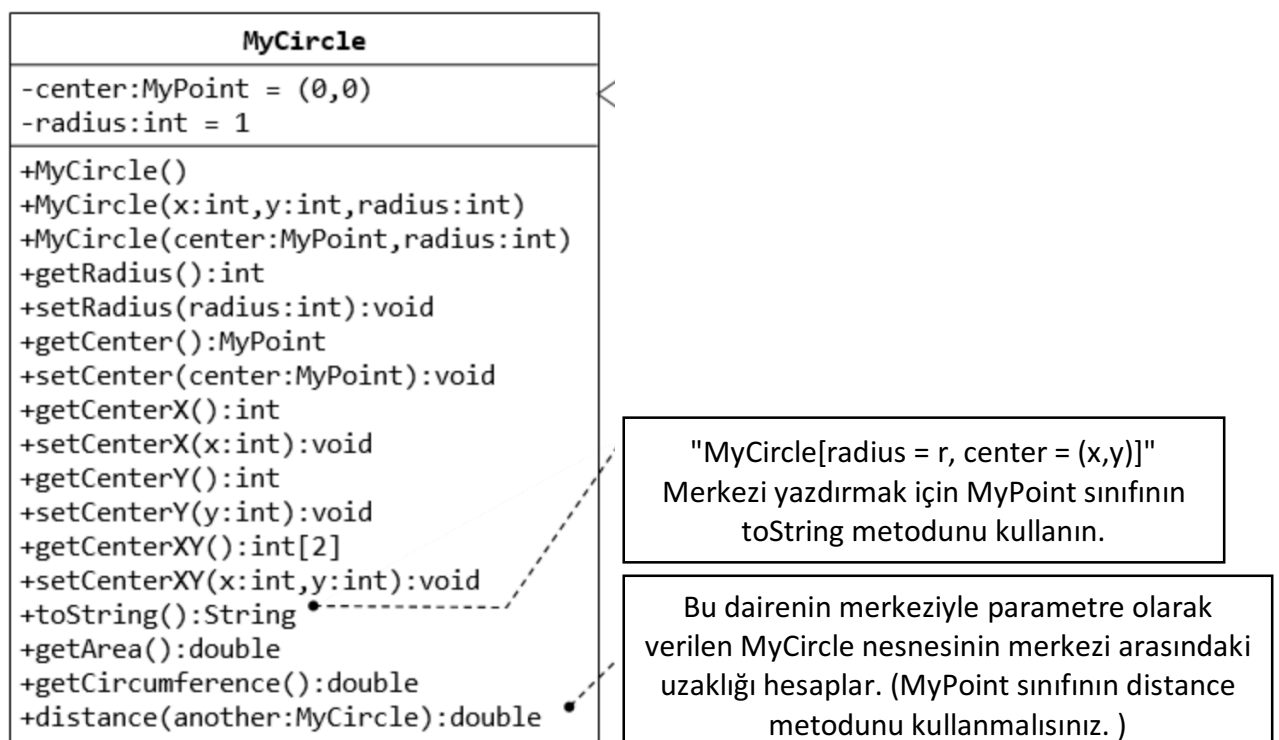 MyCircle
-center:MyPoint = (0,0)
-radius:int = 1
+MyCircle()
+MyCircle(x:int,y:int,radius:int)
+MyCircle(center:MyPoint,radius:int)
+getRadius():int
+setRadius(radius:int):void
+getCenter():MyPoint
+setCenter(center:MyPoint):void
+getCenterX():int
+setCenterX(x:int):void
+getCenterY():int
+setCenterY(y:int):void
+getCenterXY():int[2]
+setCenterXY(x:int,y:int):void
+toString():String
+getArea():double
+getCircumference():double
+distance(another:MyCircle):double
"MyCircle[radius = r, center = (x,y)]"
Merkezi yazdırmak için MyPoint sınıfının
toString metodunu kullanın.
Bu dairenin merkeziyle parametre olarak
verilen MyCircle nesnesinin merkezi arasındaki
uzaklığı hesaplar. (MyPoint sınıfının distance
metodunu kullanmalısınız. )